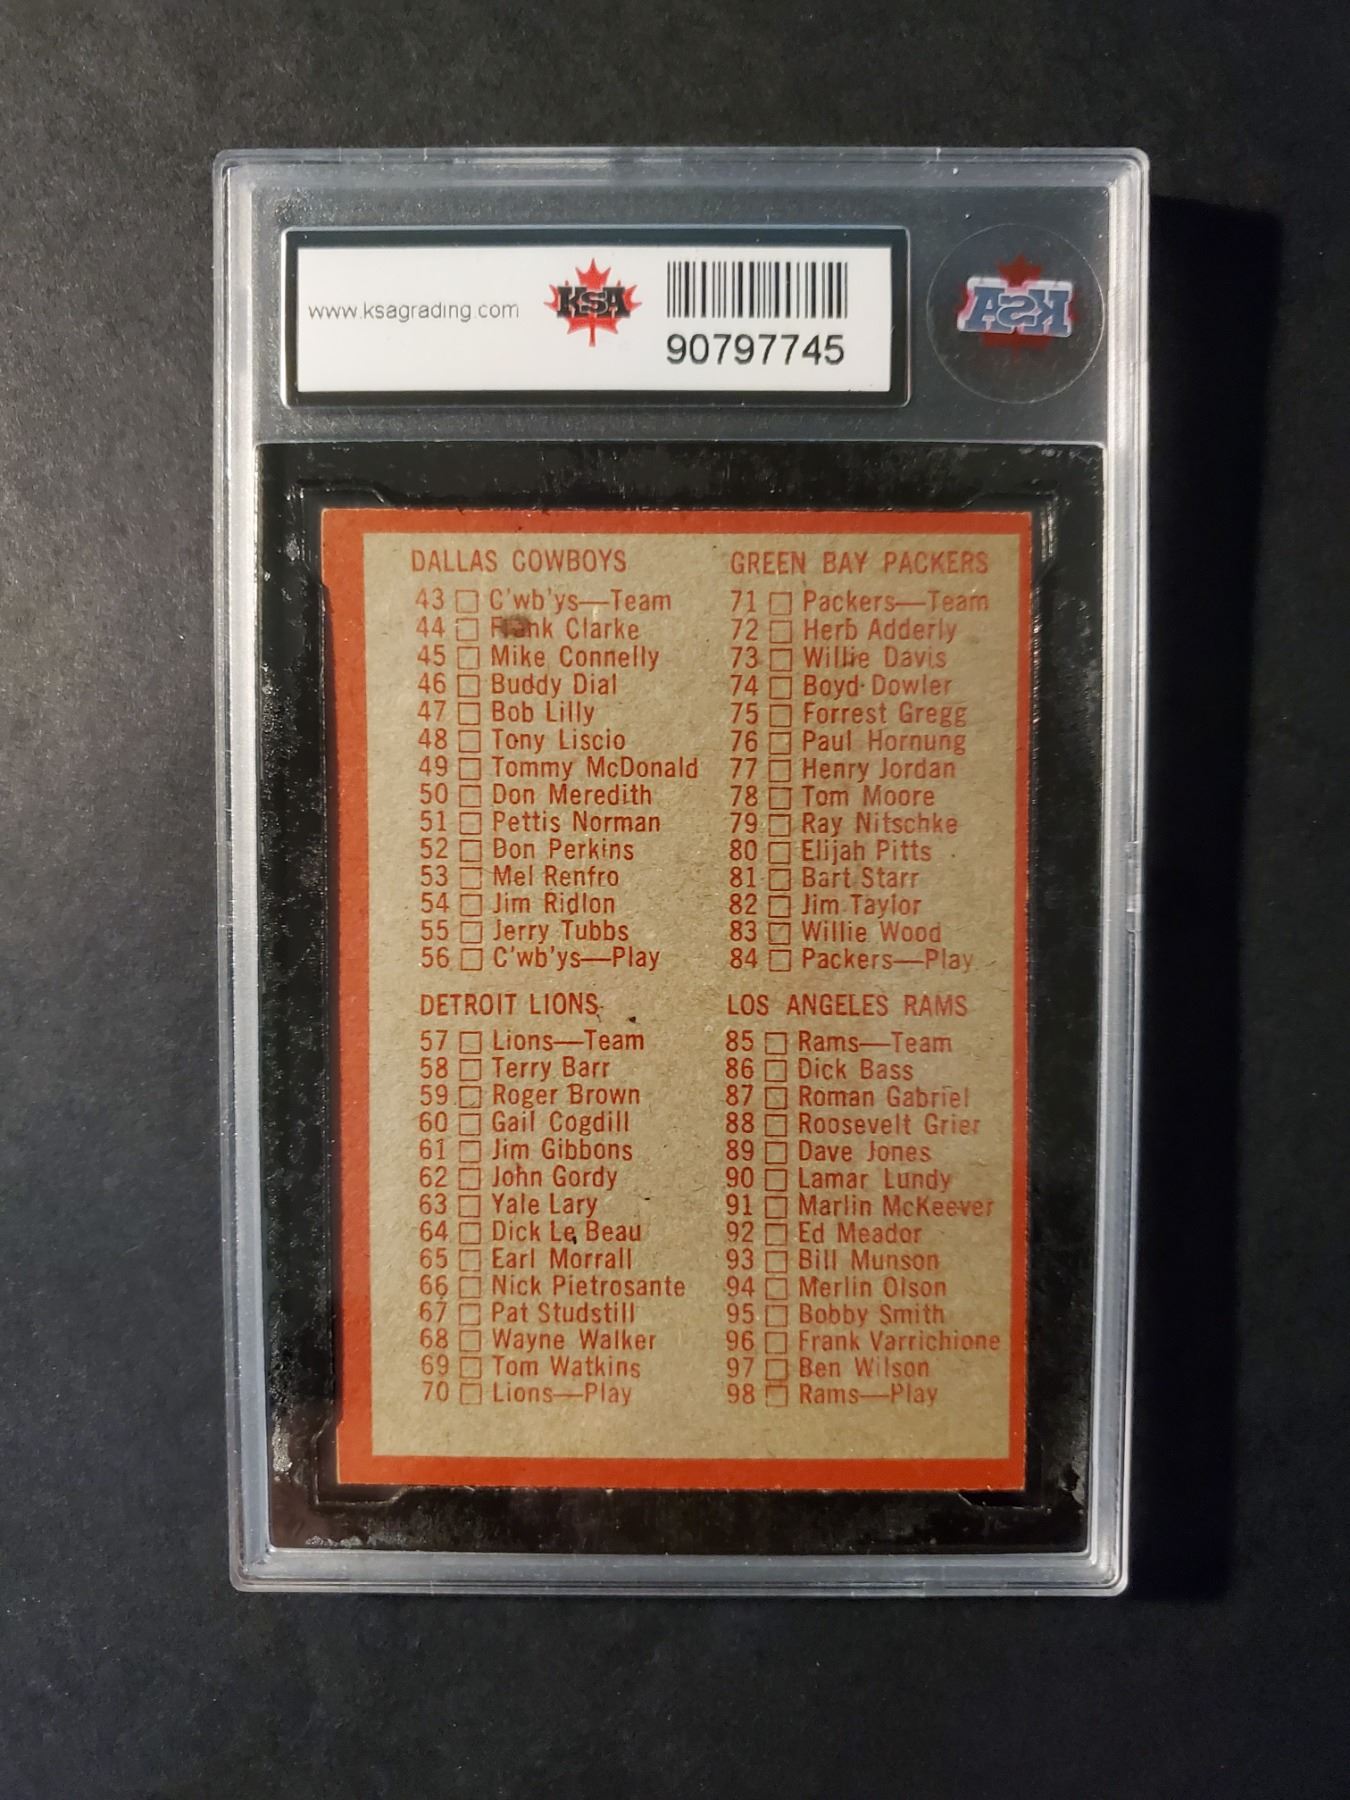 www.ksagrading.com
KSA
90797745
KSA
DALLAS COWBOYS
43 C'wb'ys—Team
44 Frank Clarke
45 Mike Connelly
46 Buddy Dial
47 Bob Lilly
48 Tony Liscio
49 Tommy McDonald
50 Don Meredith
51 Pettis Norman
52 Don Perkins
53 Mel Renfro
54 Jim Ridlon
55 Jerry Tubbs
56 C'wb'ys—Play
DETROIT LIONS
57 Lions—Team
58 Terry Barr
59 Roger Brown
60 Gail Cogdill
61 Jim Gibbons
62 John Gordy
63 Yale Lary
64 Dick Le Beau
65 Earl Morrall
66 Nick Pietrosante
67 Pat Studstill
68 Wayne Walker
69 Tom Watkins
70 Lions—Play
GREEN BAY PACKERS
71 Packers—Team
72 Herb Adderly
73 Willie Davis
74 Boyd Dowler
75 Forrest Gregg
76 Paul Hornung
77 Henry Jordan
78 Tom Moore
79 Ray Nitschke
80 Elijah Pitts
81 Bart Starr
82 Jim Taylor
83 Willie Wood
84 Packers—Play
LOS ANGELES RAMS
85 Rams—Team
86 Dick Bass
87 Roman Gabriel
88 Roosevelt Grier
89 Dave Jones
90 Lamar Lundy
91 Marlin McKeever
92 Ed Meador
93 Bill Munson
94 Merlin Olson
95 Bobby Smith
96 Frank Varrichione
97 Ben Wilson
98 Rams—Play